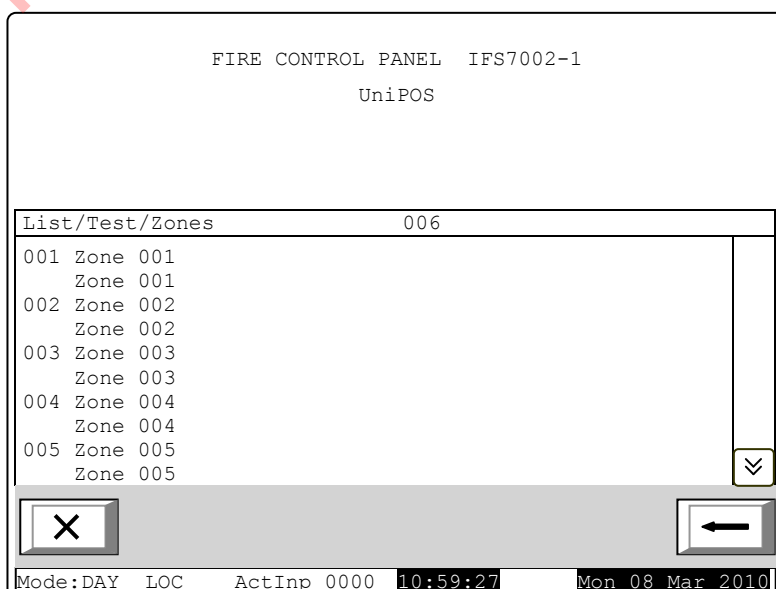 FIRE CONTROL PANEL IFS7002-1
UniPOS
List/Test/Zones 006
001 Zone 001
Zone 001
002 Zone 002
Zone 002
003 Zone 003
Zone 003
004 Zone 004
Zone 004
005 Zone 005
Zone 005
Mode:DAY LOC ActInp 0000 10:59:27 Mon 08 Mar 2010